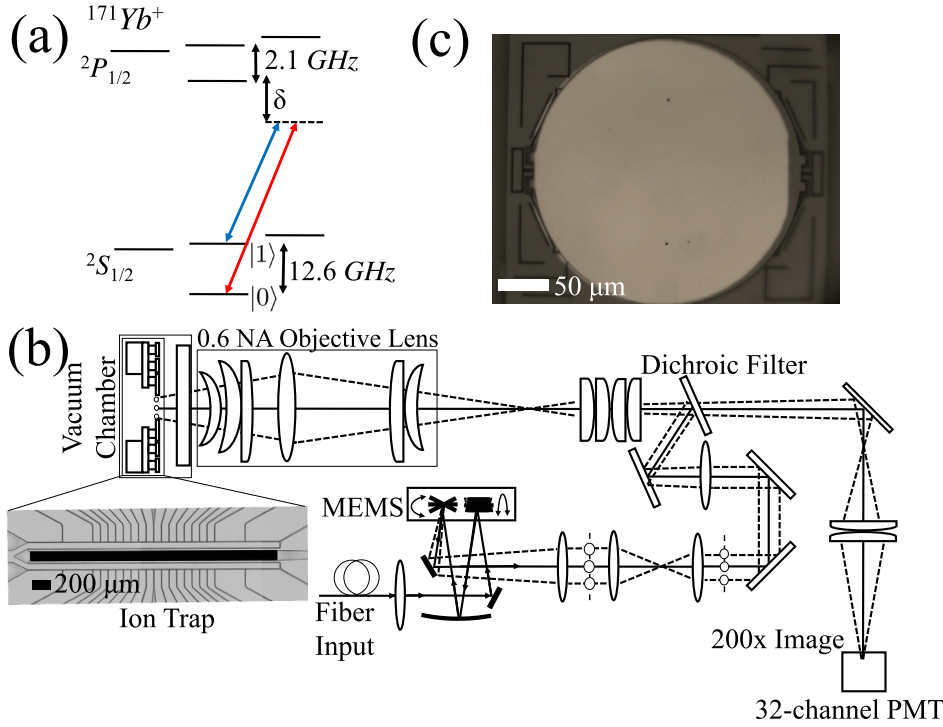 (a)
¹⁷¹Yb⁺
²P₁/₂
2.1 GHz
δ
²S₁/₂
|1⟩
12.6 GHz
|0⟩
(c)
50 μm
(b)
Vacuum
Chamber
0.6 NA Objective Lens
Dichroic Filter
MEMS
200 μm
Ion Trap
Fiber
Input
200x Image
32-channel PMT